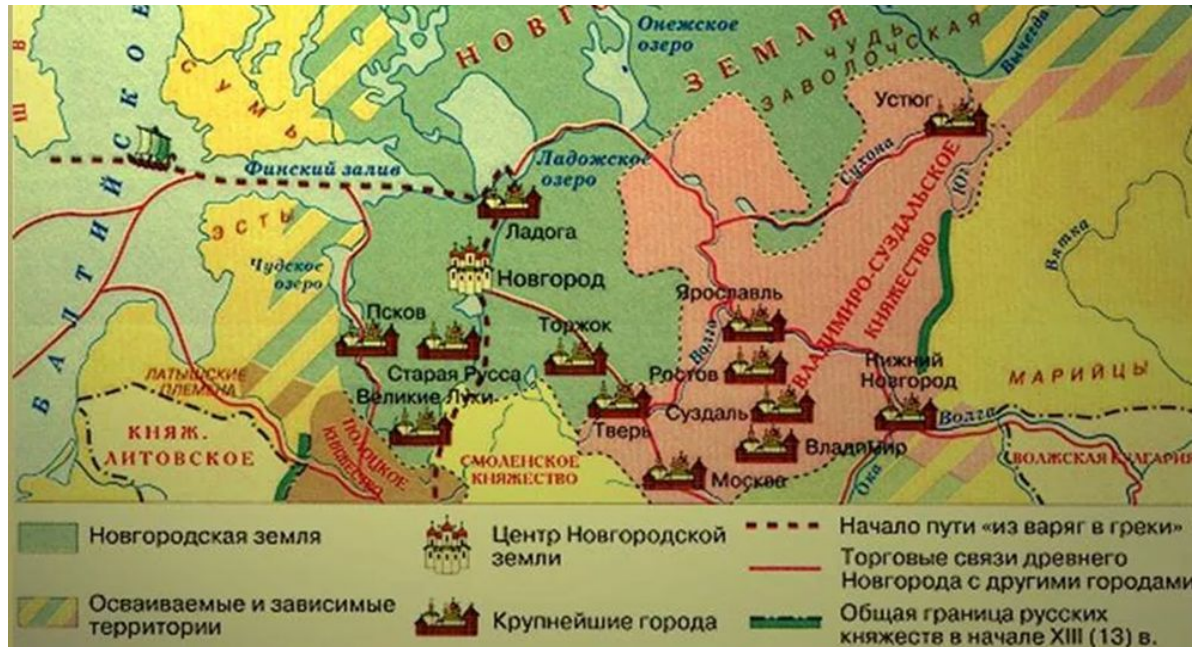 Онежское
озеро
НОВГ
ЗЕМЛЯ
ЧУДЬ
ЗАВОЛОЧСКАЯ
Вычегда
СУМЬ
БАЛТИЙСКОЕ
Устюг
Сухона
Юг
Финский залив
Ладожское
озеро
Ладога
ЭСТЫ
Чудское
озеро
Новгород
ВЛАДИМИРО-СУЗДАЛЬСКОЕ
КНЯЖЕСТВО
Вятка
Псков
Ярославль
Волга
Торжок
Старая Русса
Ростов
Нижний
Новгород
МАРИЙЦЫ
ЛАТЫШСКИЕ
ПЛЕМЕНА
Великие Луки
Суздаль
Тверь
Владимир
Волга
КНЯЖ.
ЛИТОВСКОЕ
ПОЛОЦКОЕ
КНЯЖЕСТВО
СМОЛЕНСКОЕ
КНЯЖЕСТВО
Москва
Ока
ВОЛЖСКАЯ БУЛГАРИЯ
Новгородская земля
Осваиваемые и зависимые
территории
Центр Новгородской
земли
Крупнейшие города
Начало пути «из варяг в греки»
Торговые связи древнего
Новгорода с другими городами
Общая граница русских
княжеств в начале XIII (13) в.